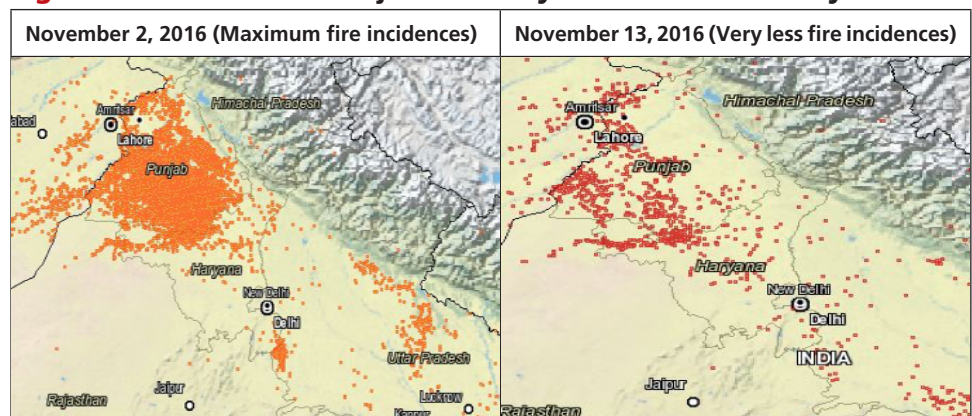 November 2, 2016 (Maximum fire incidences)
November 13, 2016 (Very less fire incidences)
Amritsar
Himachal Pradesh
abad
Lahore
Punjab
Haryana
New Delhi
Delhi
Uttar Pradesh
Jaipur
Lucknow
Rajasthan
Amritsar
Himachal Pradesh
Lahore
Punjab
Haryana
New Delhi
Delhi
INDIA
Jaipur
Rajasthan